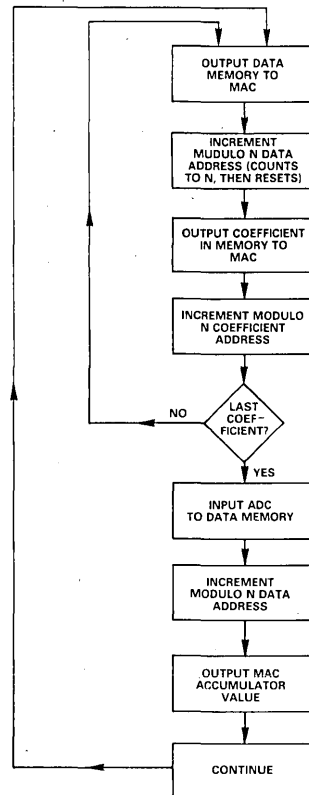 OUTPUT DATA
MEMORY TO
MAC
INCREMENT
MUDULO N DATA
ADDRESS (COUNTS
TO N, THEN RESETS)
OUTPUT COEFFICIENT
IN MEMORY TO
MAC
INCREMENT MODULO
N COEFFICIENT
ADDRESS
NO
LAST
COEF-
FICIENT?
YES
INPUT ADC
TO DATA MEMORY
INCREMENT
MODULO N DATA
ADDRESS
OUTPUT MAC
ACCUMULATOR
VALUE
CONTINUE